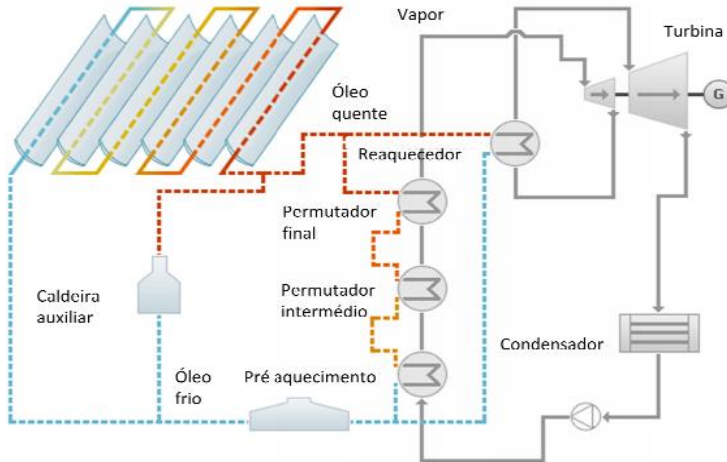 Vapor
Turbina
G
Óleo
quente
Reaquecedor
Permutador
final
Caldeira
auxiliar
Permutador
intermédio
Condensador
Óleo
frio
Pré aquecimento